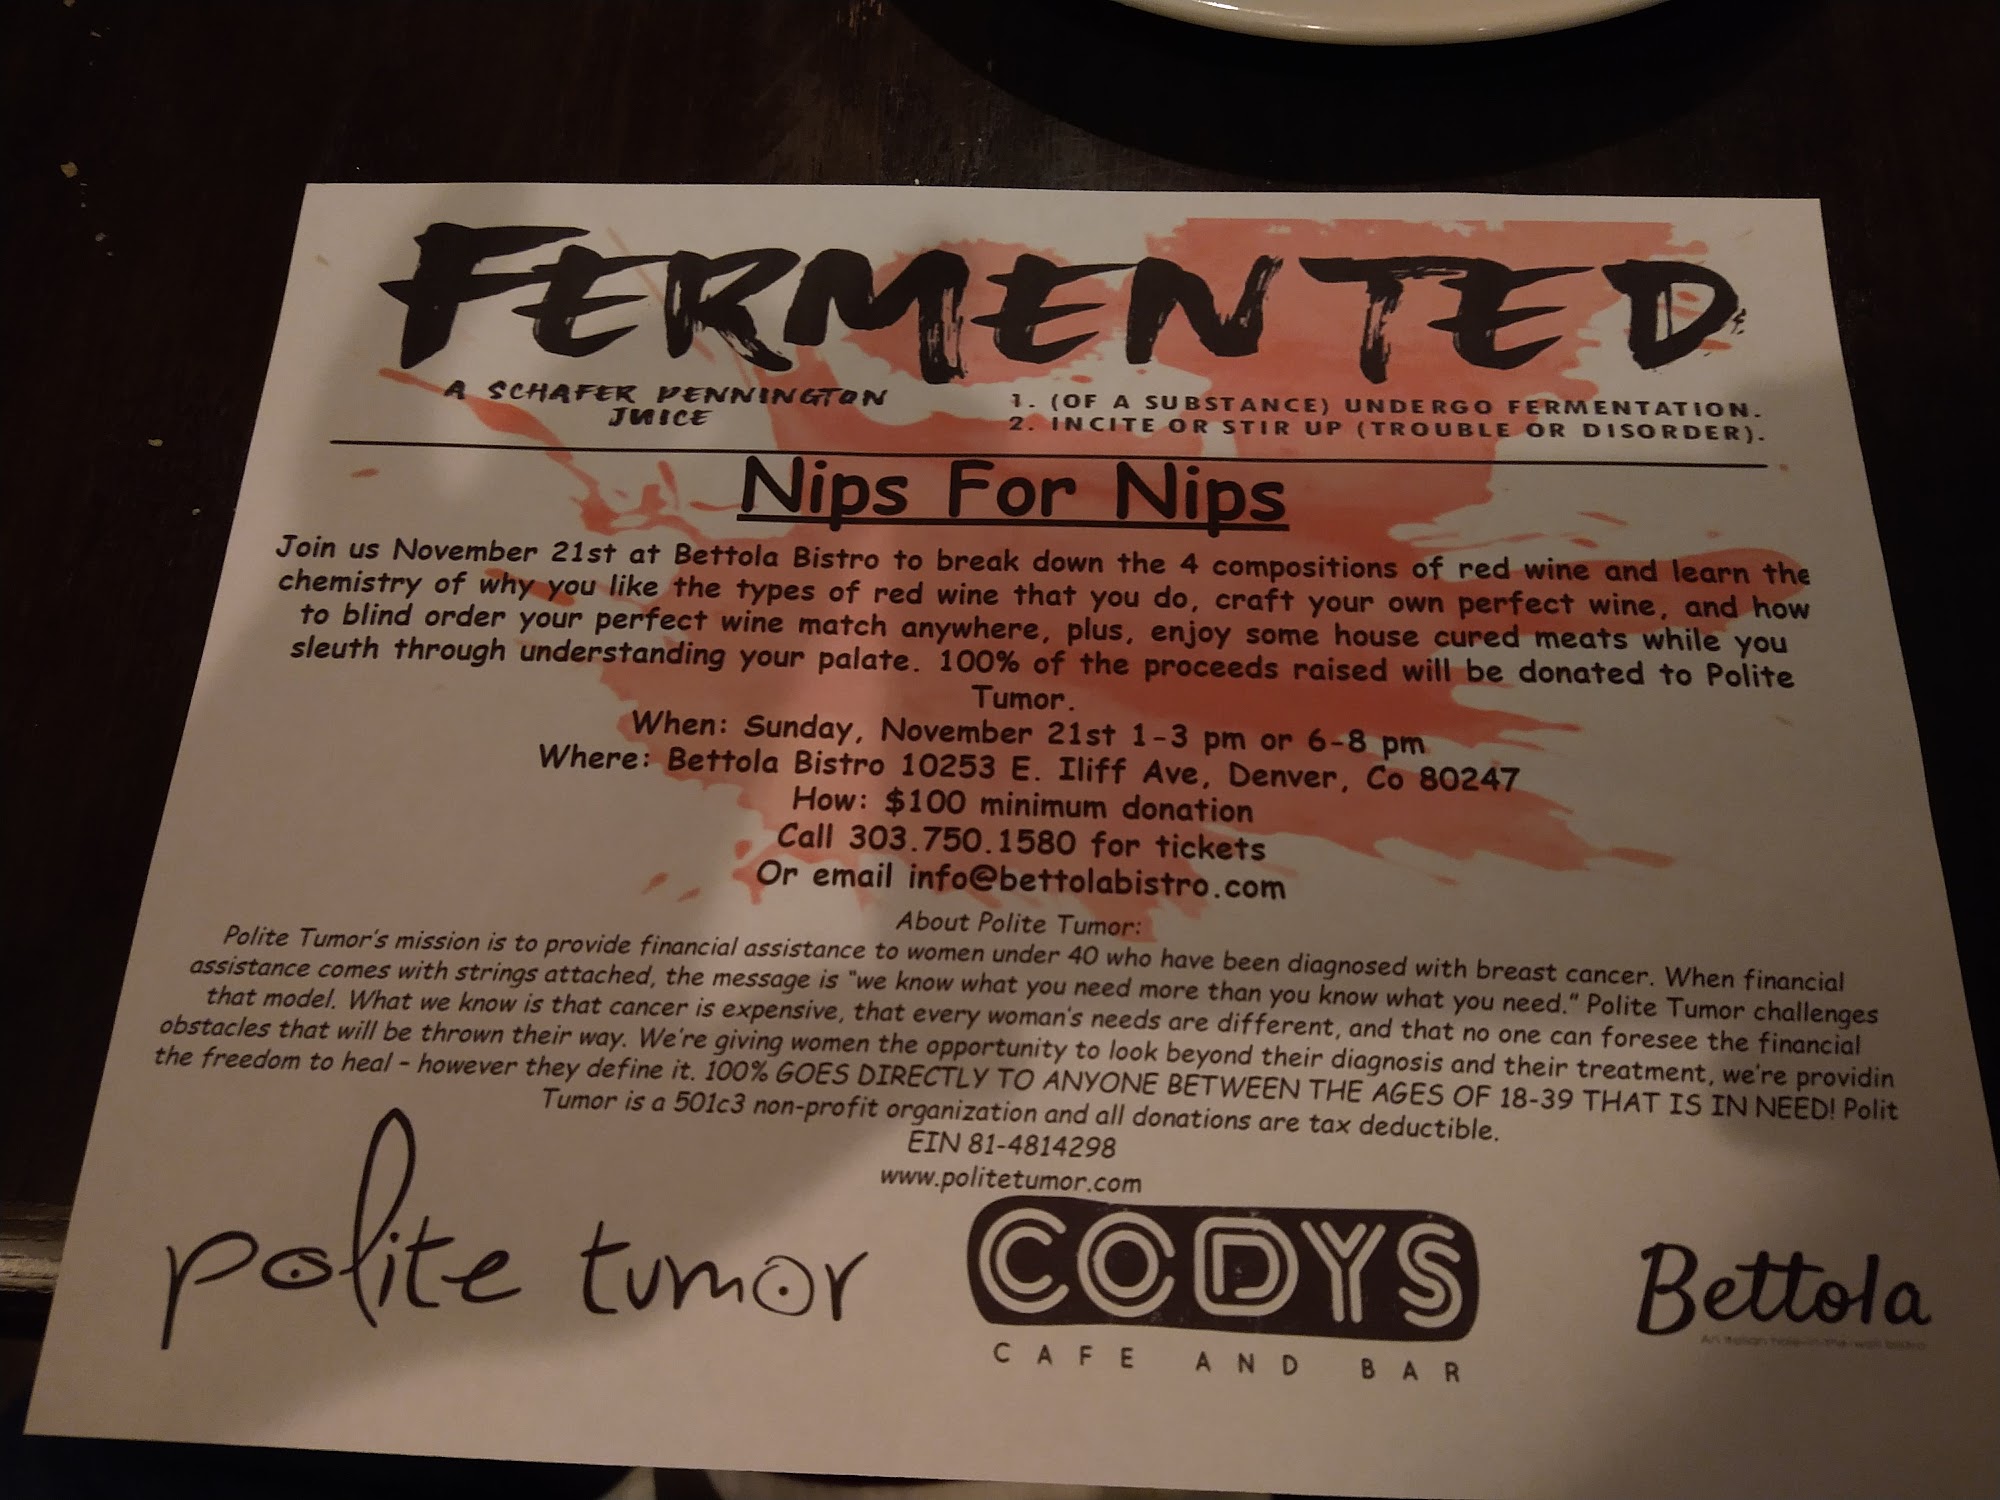 FERMENTED
A SCHAFER PENNINGTON
JUICE
1. (OF A SUBSTANCE) UNDERGO FERMENTATION.
2. INCITE OR STIR UP (TROUBLE OR DISORDER).
Nips For Nips
Join us November 21st at Bettola Bistro to break down the 4 compositions of red wine and learn the
chemistry of why you like the types of red wine that you do, craft your own perfect wine, and how
to blind order your perfect wine match anywhere, plus, enjoy some house cured meats while you
sleuth through understanding your palate. 100% of the proceeds raised will be donated to Polite
Tumor.
When: Sunday, November 21st 1-3 pm or 6-8 pm
Where: Bettola Bistro 10253 E. Iliff Ave, Denver, Co 80247
How: $100 minimum donation
Call 303.750.1580 for tickets
Or email info@bettolabistro.com
About Polite Tumor:
Polite Tumor's mission is to provide financial assistance to women under 40 who have been diagnosed with breast cancer. When financial
assistance comes with strings attached, the message is "we know what you need more than you know what you need." Polite Tumor challenges
that model. What we know is that cancer is expensive, that every woman's needs are different, and that no one can foresee the financial
obstacles that will be thrown their way. We're giving women the opportunity to look beyond their diagnosis and their treatment, we're providin
the freedom to heal - however they define it. 100% GOES DIRECTLY TO ANYONE BETWEEN THE AGES OF 18-39 THAT IS IN NEED! Polit
Tumor is a 501c3 non-profit organization and all donations are tax deductible.
EIN 81-4814298
www.politetumor.com
polite tumor
CODYS
CAFE AND BAR
Bettola
An Italian hole-in-the-wall bistro